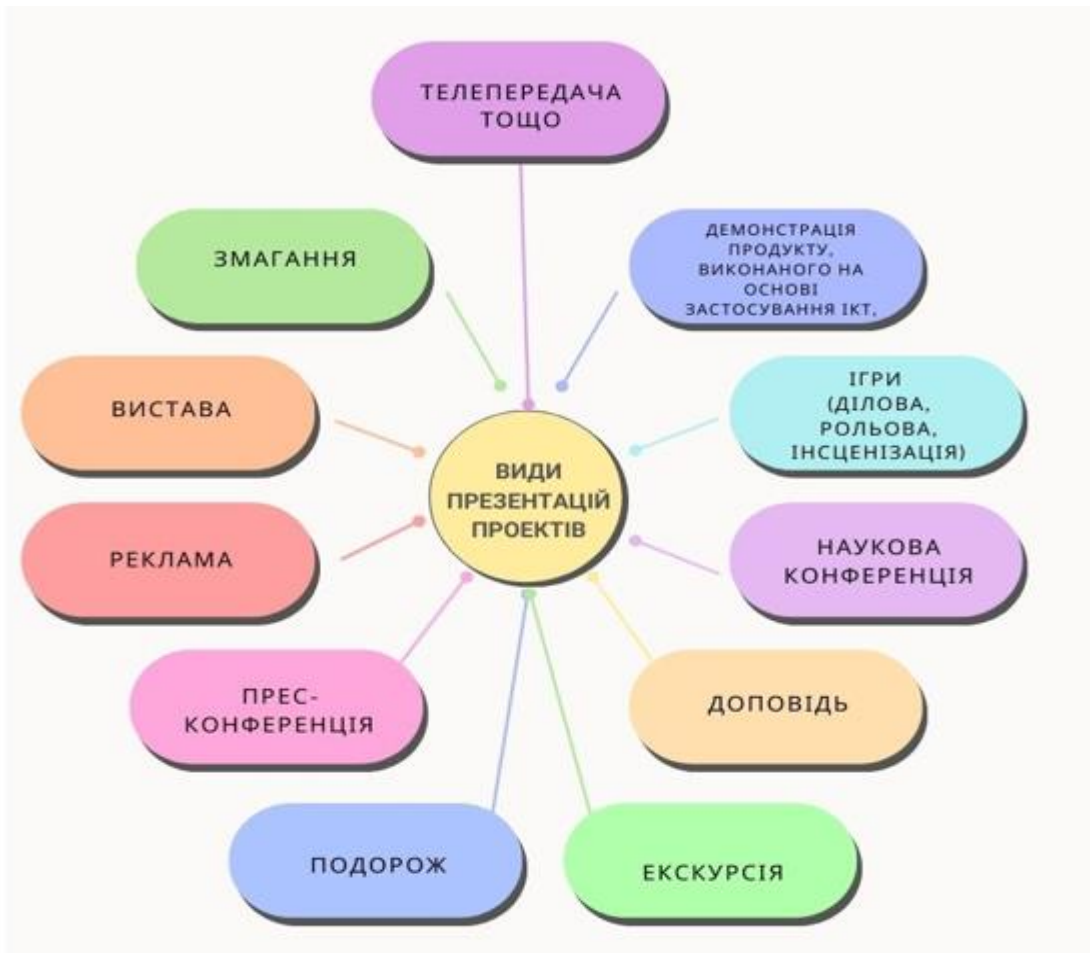 ТЕЛЕПЕРЕДАЧА
ТОЩО
ЗМАГАННЯ
ДЕМОНСТРАЦІЯ
ПРОДУКТУ,
ВИКОНАНОГО НА
ОСНОВІ
ЗАСТОСУВАННЯ ІКТ,
ВИСТАВА
ІГРИ
(ДІЛОВА,
РОЛЬОВА,
ІНСЦЕНІЗАЦІЯ)
ВИДИ
ПРЕЗЕНТАЦІЙ
ПРОЕКТІВ
РЕКЛАМА
НАУКОВА
КОНФЕРЕНЦІЯ
ПРЕС-
КОНФЕРЕНЦІЯ
ДОПОВІДЬ
ПОДОРОЖ
ЕКСКУРСІЯ